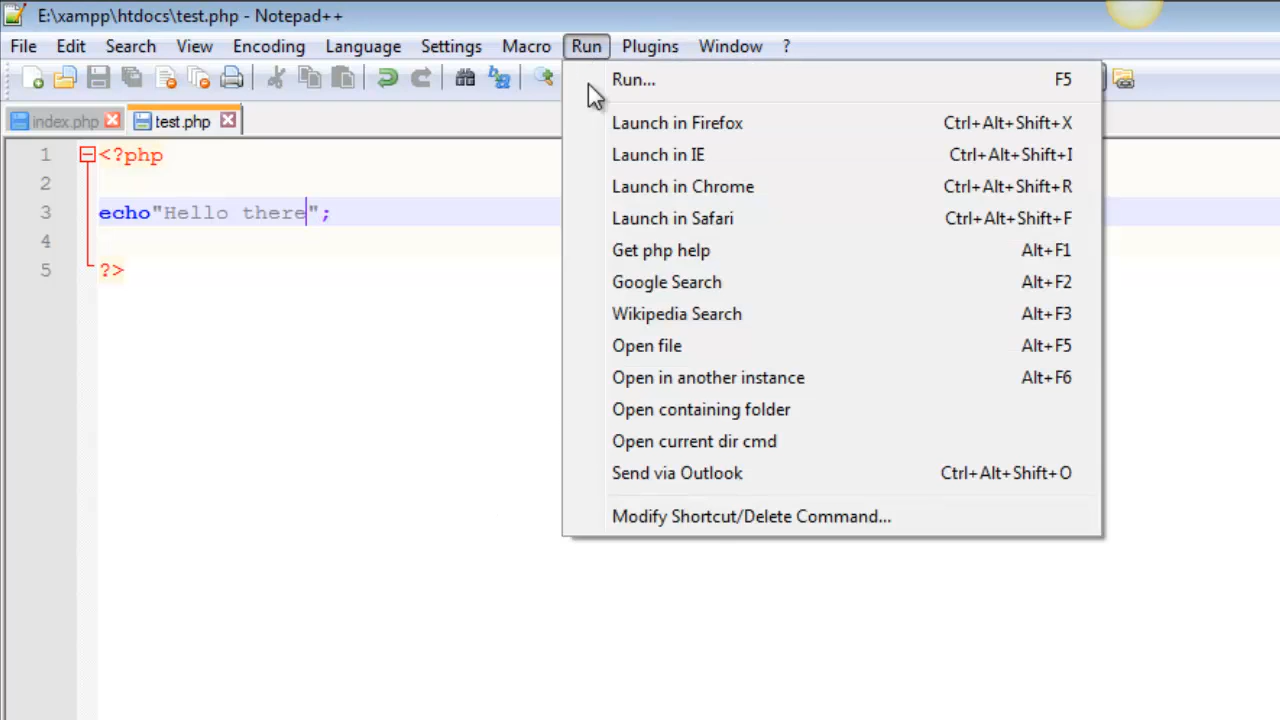 E:\xampp\htdocs\test.php - Notepad++
File Edit Search View Encoding Language Settings Macro Run Plugins Window ?
index.php test.php
1 <?php
2
3 echo"Hello there";
4
5 ?>
Run... F5
Launch in Firefox Ctrl+Alt+Shift+X
Launch in IE Ctrl+Alt+Shift+I
Launch in Chrome Ctrl+Alt+Shift+R
Launch in Safari Ctrl+Alt+Shift+F
Get php help Alt+F1
Google Search Alt+F2
Wikipedia Search Alt+F3
Open file Alt+F5
Open in another instance Alt+F6
Open containing folder
Open current dir cmd
Send via Outlook Ctrl+Alt+Shift+O
Modify Shortcut/Delete Command...